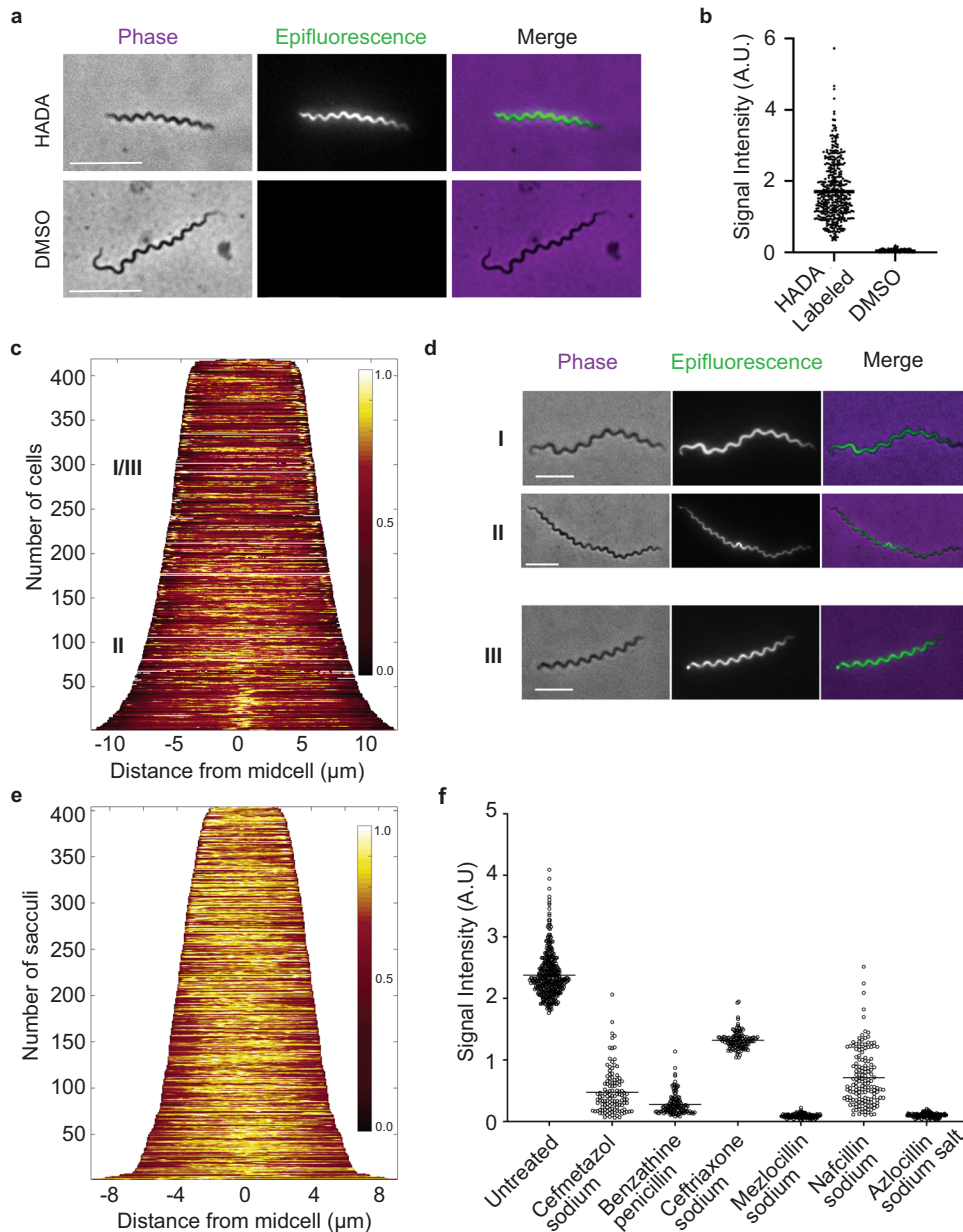 a
Phase
Epifluorescence
Merge
HADA
DMSO
b
Signal Intensity (A.U.)
6
4
2
0
HADA
Labeled
DMSO
c
Number of cells
400
350
300
250
200
150
100
50
I/III
II
1.0
0.5
0.0
-10
-5
0
5
10
Distance from midcell (µm)
d
Phase
Epifluorescence
Merge
I
II
III
e
Number of sacculi
400
350
300
250
200
150
100
50
1.0
0.5
0.0
-8
-4
0
4
8
Distance from midcell (µm)
f
Signal Intensity (A.U)
5
4
3
2
1
0
Untreated
Cefmetazol
sodium
Benzathine
penicillin
Ceftriaxone
sodium
Mezlocillin
sodium
Nafcillin
sodium
Azlocillin
sodium salt